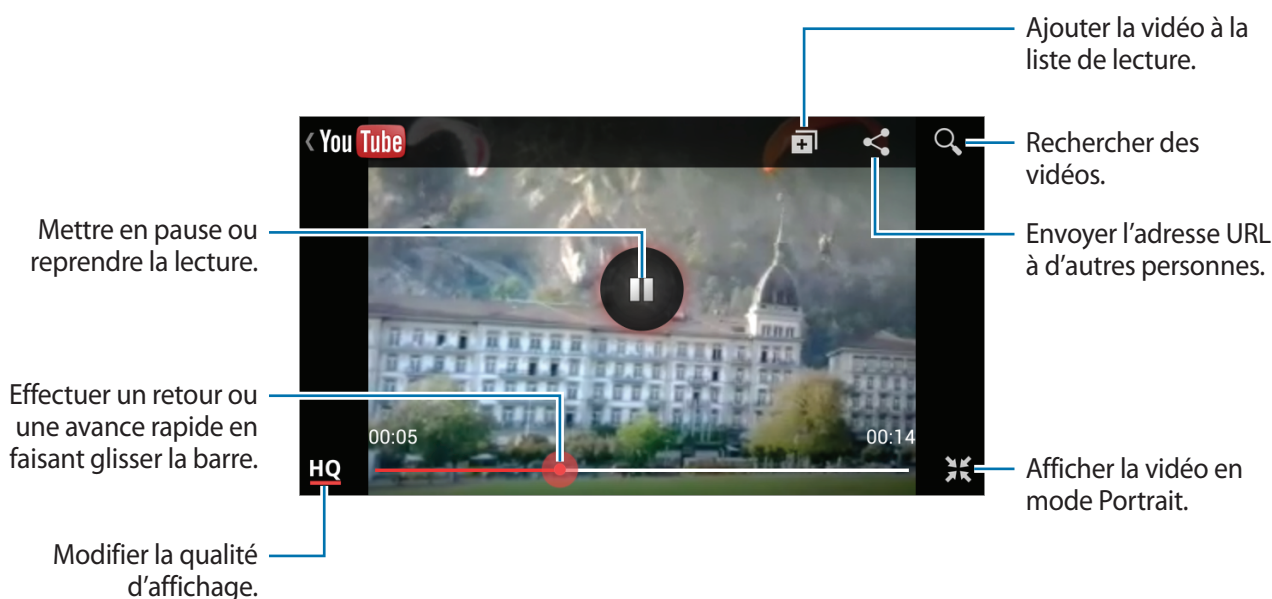 Ajouter la vidéo à la
liste de lecture.
You Tube
Rechercher des
vidéos.
Mettre en pause ou
reprendre la lecture.
Envoyer l'adresse URL
à d'autres personnes.
Effectuer un retour ou
une avance rapide en
faisant glisser la barre.
00:05
00:14
HQ
Afficher la vidéo en
mode Portrait.
Modifier la qualité
d'affichage.